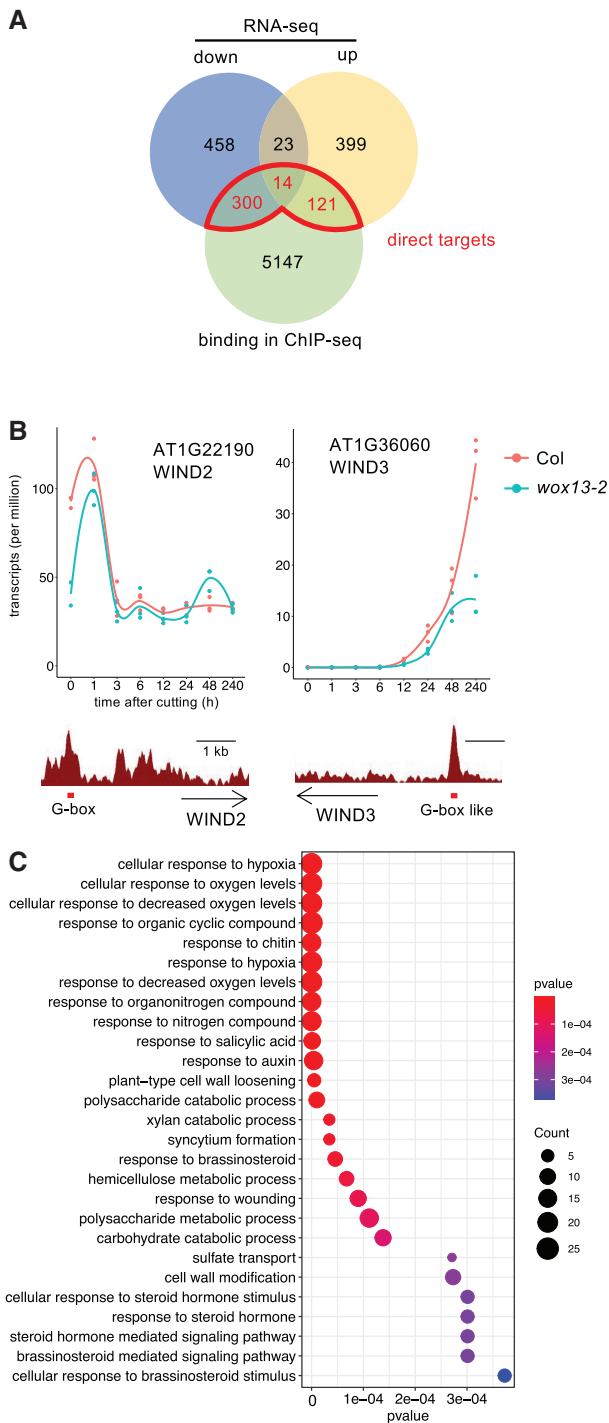 A
RNA-seq
down
up
458
23
399
14
300
121
direct targets
5147
binding in ChIP-seq
B
AT1G22190
WIND2
AT1G36060
WIND3
Col
wox13-2
transcripts (per million)
100
50
0
40
30
20
10
0
0 1 3 6 12 24 48 240
time after cutting (h)
0 1 3 6 12 24 48 240
1 kb
G-box
WIND2
WIND3
G-box like
C
cellular response to hypoxia
cellular response to oxygen levels
cellular response to decreased oxygen levels
response to organic cyclic compound
response to chitin
response to hypoxia
response to decreased oxygen levels
response to organonitrogen compound
response to nitrogen compound
response to salicylic acid
response to auxin
plant−type cell wall loosening
polysaccharide catabolic process
xylan catabolic process
syncytium formation
response to brassinosteroid
hemicellulose metabolic process
response to wounding
polysaccharide metabolic process
carbohydrate catabolic process
sulfate transport
cell wall modification
cellular response to steroid hormone stimulus
response to steroid hormone
steroid hormone mediated signaling pathway
brassinosteroid mediated signaling pathway
cellular response to brassinosteroid stimulus
0 1e−04 3e−04
pvalue
pvalue
1e−04
2e−04
3e−04
Count
5
10
15
20
25